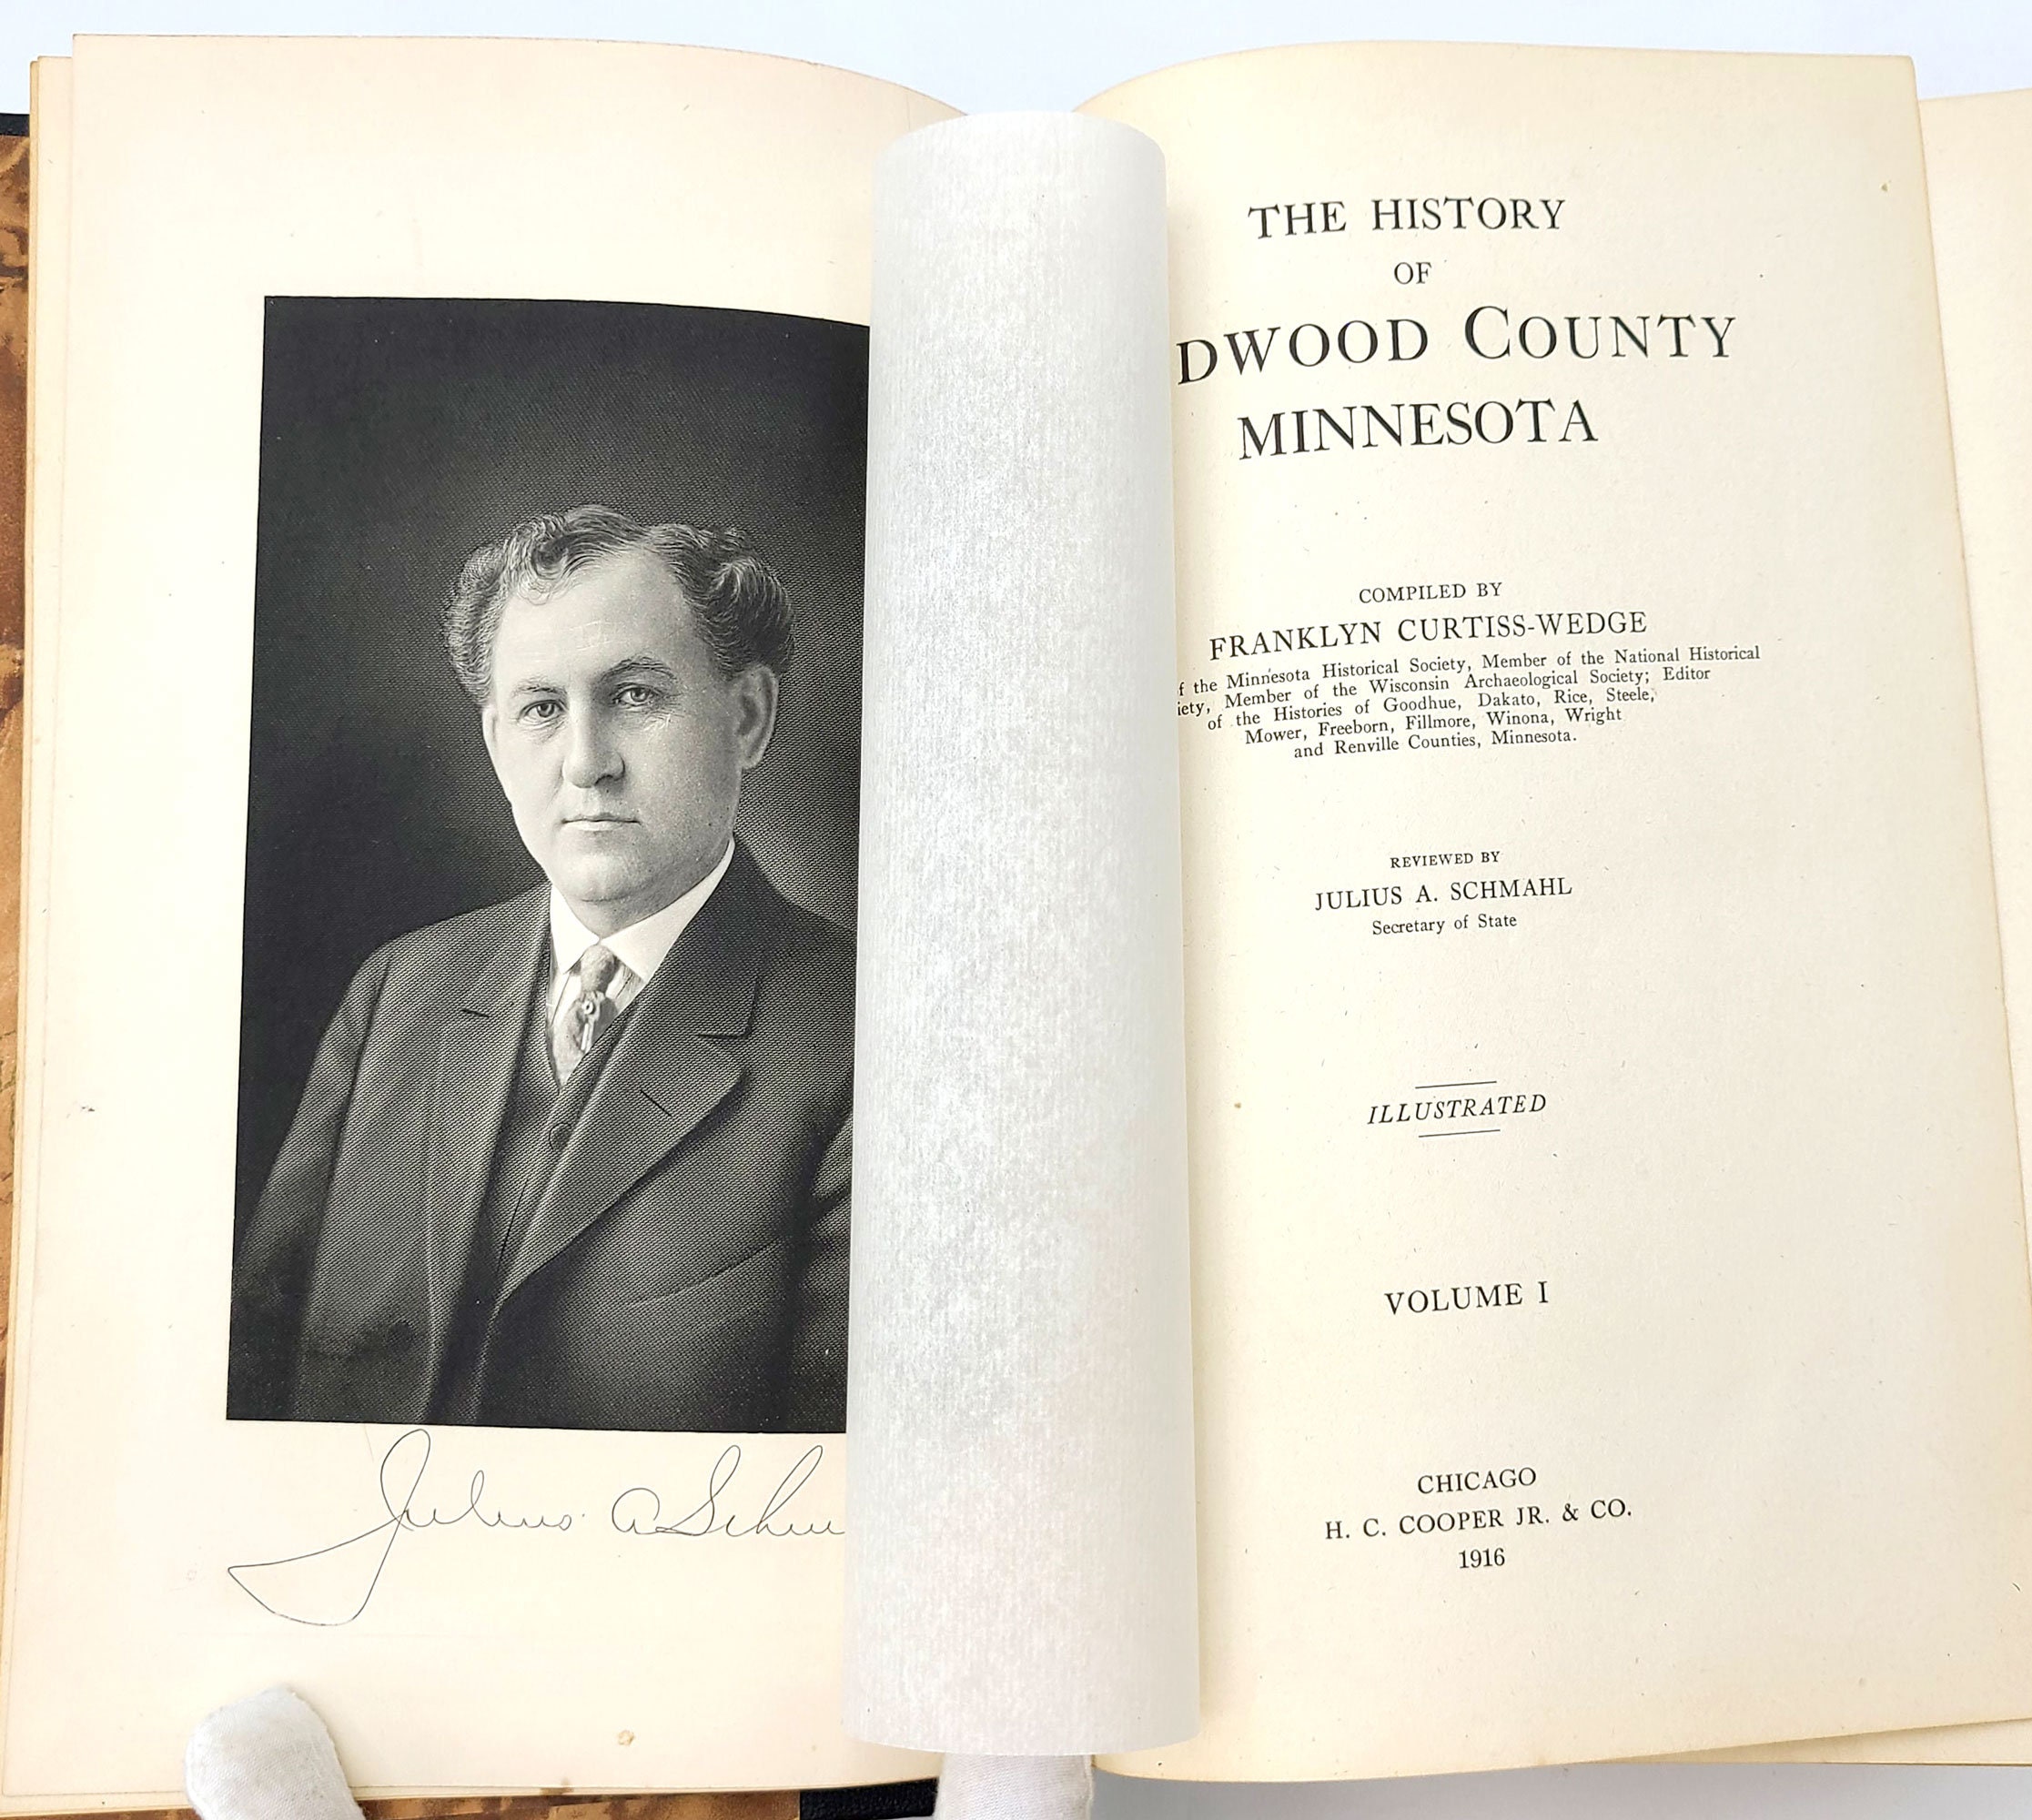 Julius A Schm
THE HISTORY
OF
DWOOD COUNTY
MINNESOTA
COMPILED BY
FRANKLYN CURTISS-WEDGE
f the Minnesota Historical Society, Member of the National Historical
iety, Member of the Wisconsin Archaeological Society; Editor
of the Histories of Goodhue, Dakato, Rice, Steele,
Mower, Freeborn, Fillmore, Winona, Wright
and Renville Counties, Minnesota.
REVIEWED BY
JULIUS A. SCHMAHL
Secretary of State
ILLUSTRATED
VOLUME I
CHICAGO
H. C. COOPER JR. & CO.
1916